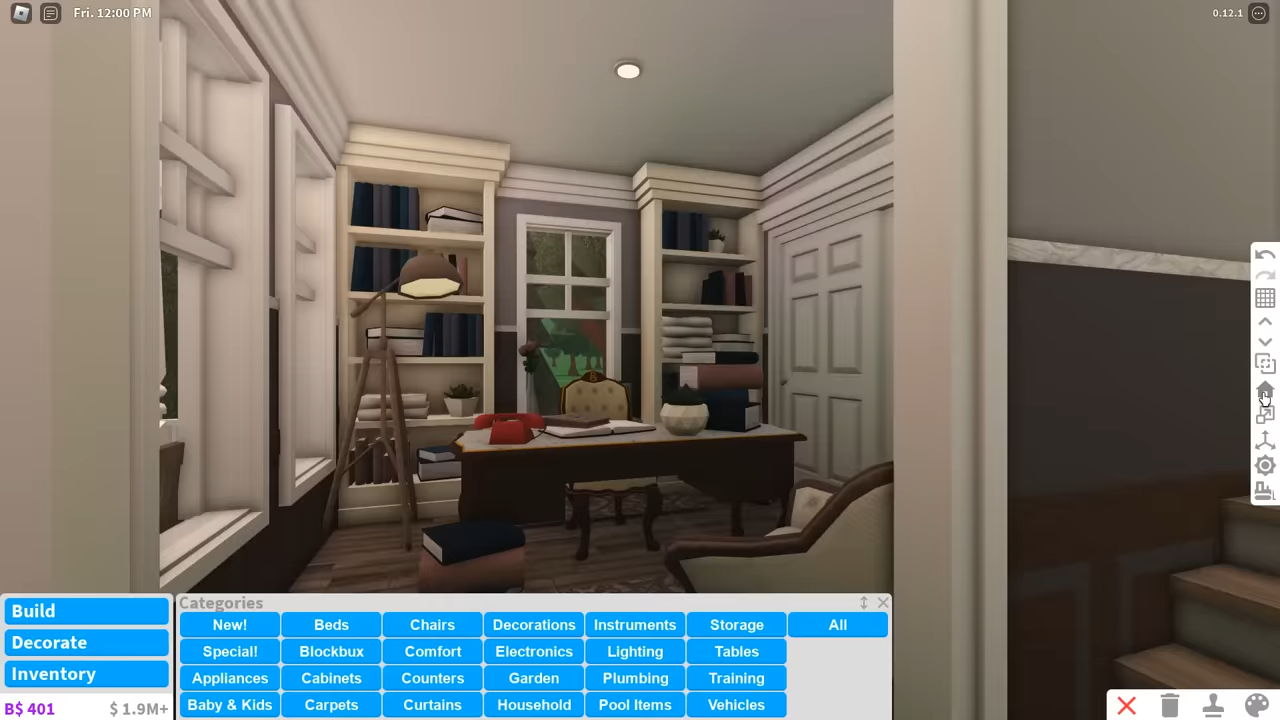 Fri. 12:00 PM
0.12.1
Build
Decorate
Inventory
B$ 401 $ 1.9M+
Categories
New! Beds Chairs Decorations Instruments Storage All
Special! Blockbux Comfort Electronics Lighting Tables
Appliances Cabinets Counters Garden Plumbing Training
Baby & Kids Carpets Curtains Household Pool Items Vehicles